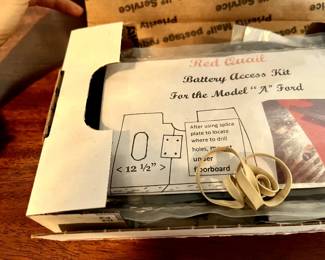 Priority Mail
Red Quail
Battery Access Kit
For the Model "A" Ford
After using splice
plate to locate
where to drill
holes,
under
floorboard
< 12 ½" >